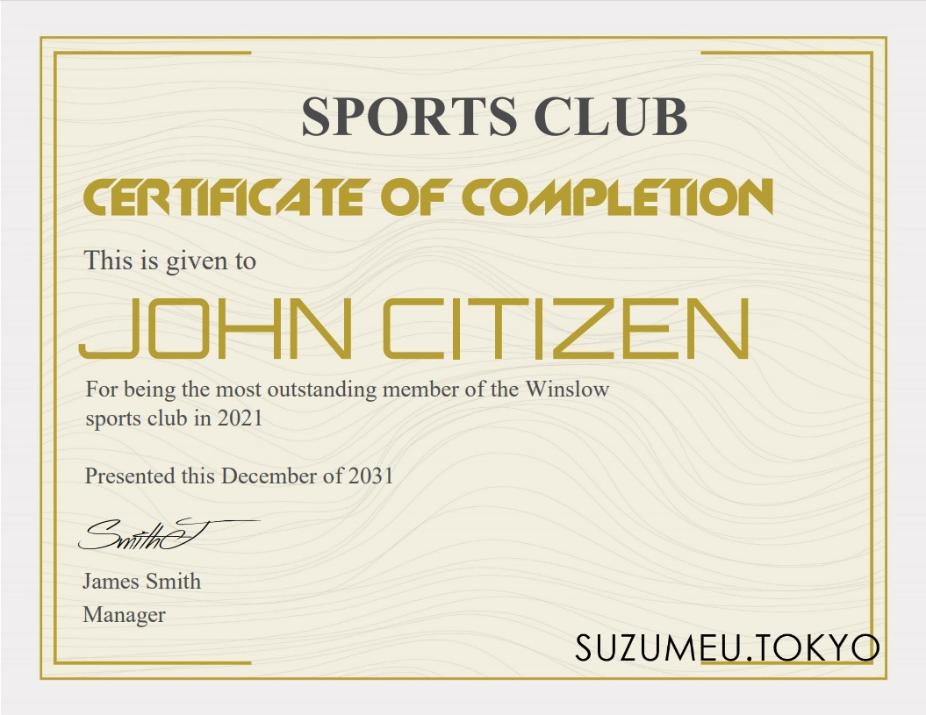 SPORTS CLUB
CERTIFICATE OF COMPLETION
This is given to
JOHN CITIZEN
For being the most outstanding member of the Winslow
sports club in 2021
Presented this December of 2031
Smith J
James Smith
Manager
SUZUMEU.TOKYO